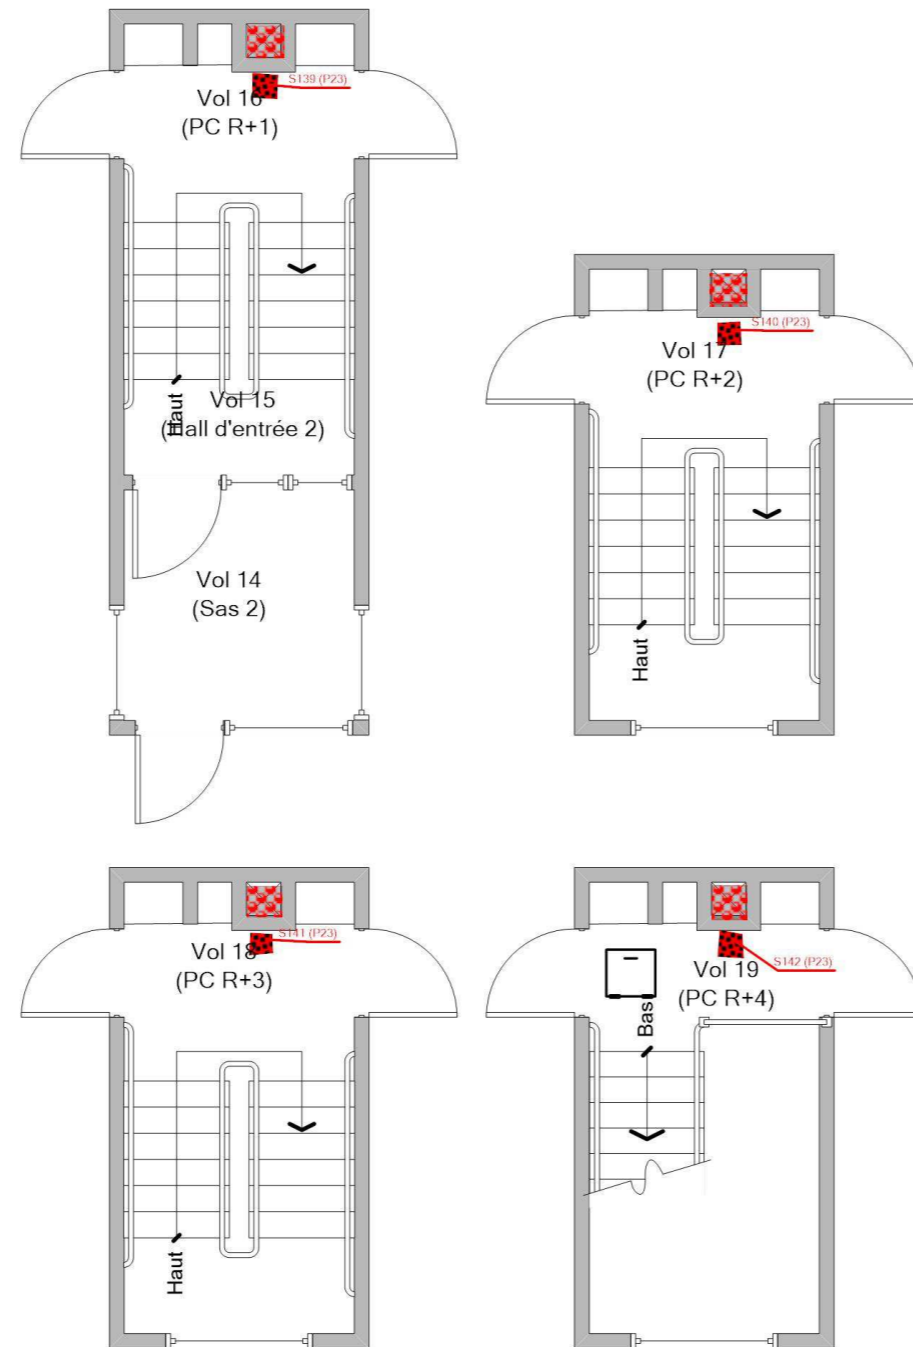 S139 (P23)
Vol 16
(PC R+1)
Haut
Vol 15
(Hall d'entrée 2)
Vol 14
(Sas 2)
S140 (P23)
Vol 17
(PC R+2)
Haut
S141 (P23)
Vol 18
(PC R+3)
Haut
S142 (P23)
Vol 19
(PC R+4)
Bas